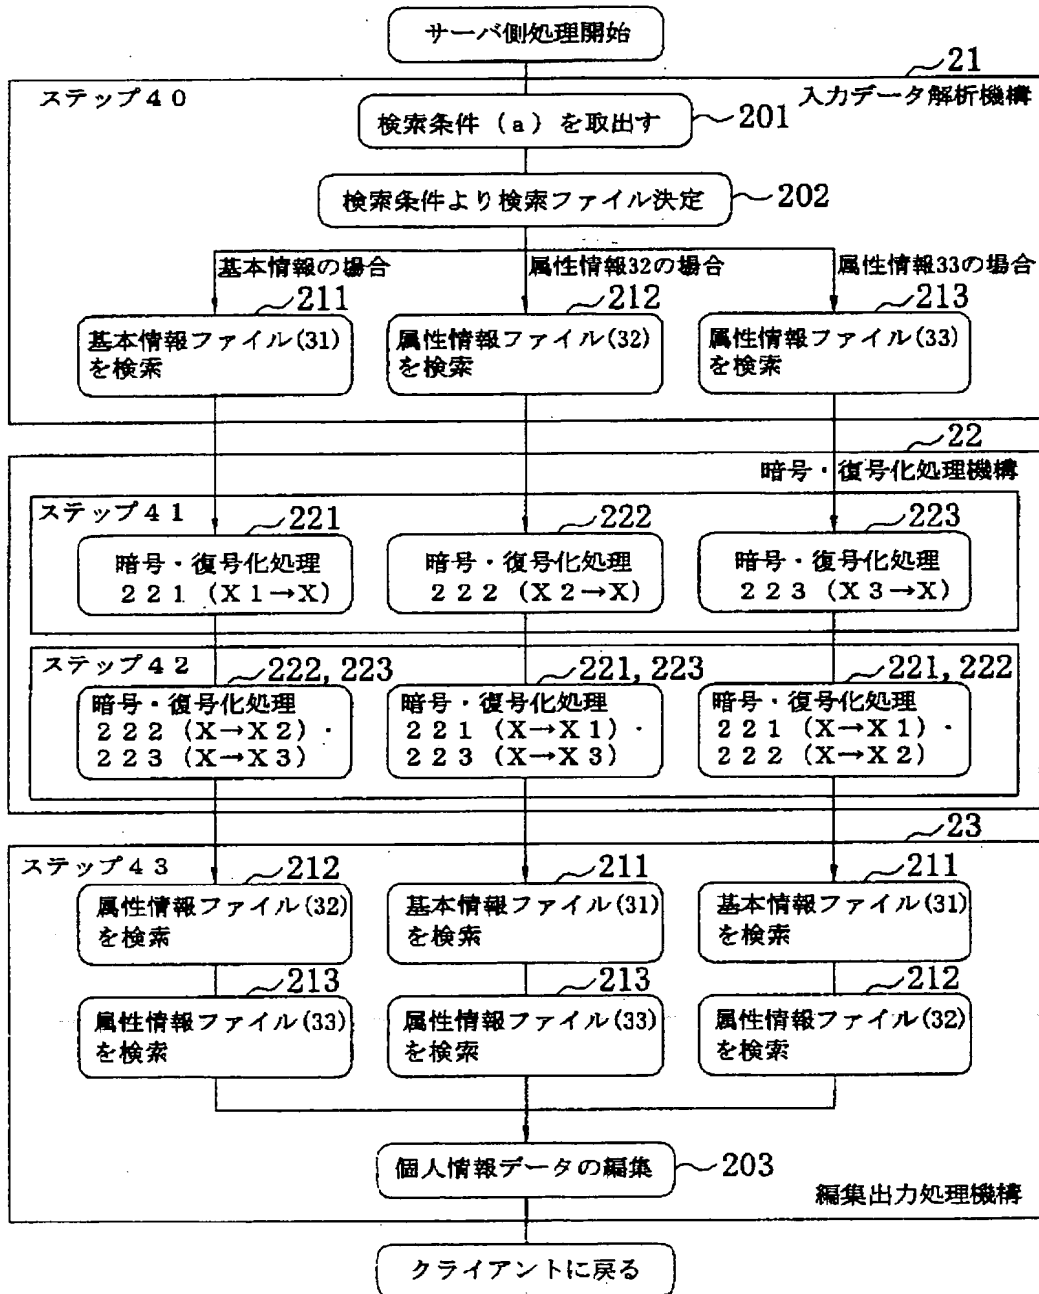 サーバ側処理開始
21
ステップ40
入力データ解析機構
検索条件（a）を取出す
201
検索条件より検索ファイル決定
202
基本情報の場合
属性情報32の場合
属性情報33の場合
211
212
213
基本情報ファイル(31)
を検索
属性情報ファイル(32)
を検索
属性情報ファイル(33)
を検索
22
暗号・復号化処理機構
ステップ41
221
222
223
暗号・復号化処理
221（X1→X）
暗号・復号化処理
222（X2→X）
暗号・復号化処理
223（X3→X）
ステップ42
222, 223
221, 223
221, 222
暗号・復号化処理
222（X→X2）・
223（X→X3）
暗号・復号化処理
221（X→X1）・
223（X→X3）
暗号・復号化処理
221（X→X1）・
222（X→X2）
23
ステップ43
212
211
211
属性情報ファイル(32)
を検索
基本情報ファイル(31)
を検索
基本情報ファイル(31)
を検索
213
213
212
属性情報ファイル(33)
を検索
属性情報ファイル(33)
を検索
属性情報ファイル(32)
を検索
個人情報データの編集
203
編集出力処理機構
クライアントに戻る